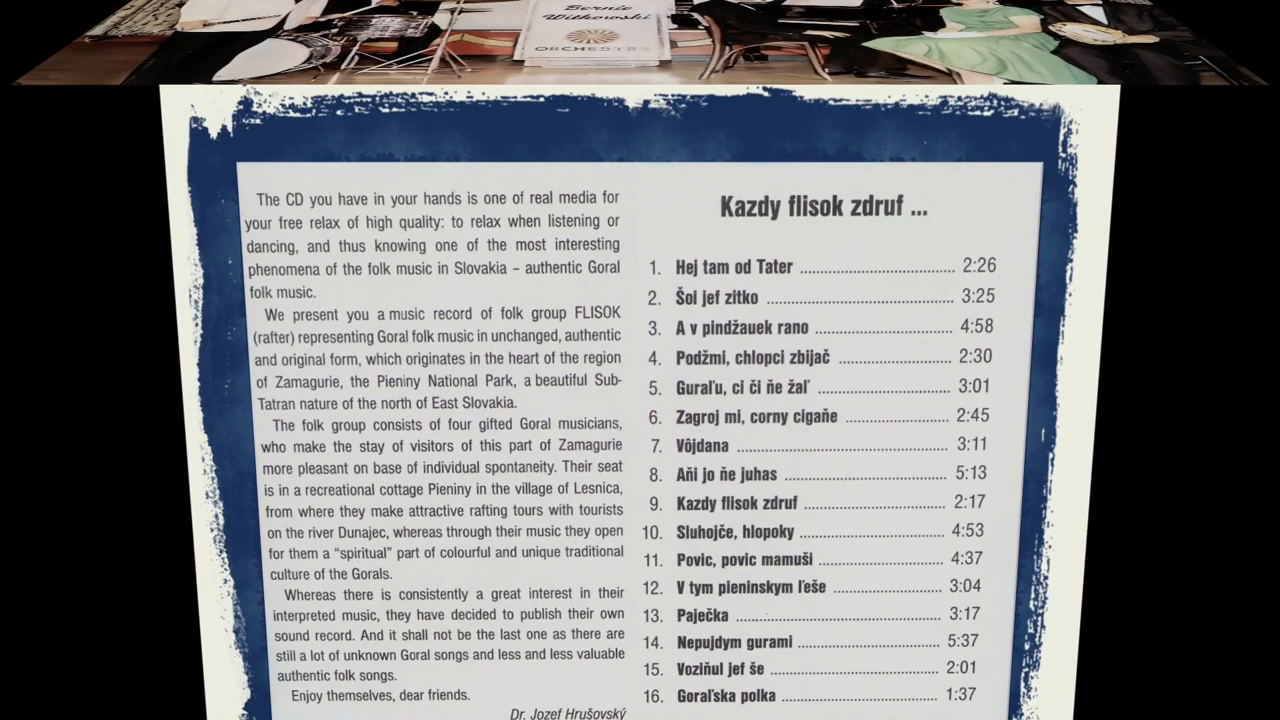 Bernie
Witkowski
ORCHESTRA
The CD you have in your hands is one of real media for
your free relax of high quality: to relax when listening or
dancing, and thus knowing one of the most interesting
phenomena of the folk music in Slovakia – authentic Goral
folk music.
We present you a music record of folk group FLISOK
(rafter) representing Goral folk music in unchanged, authentic
and original form, which originates in the heart of the region
of Zamagurie, the Pieniny National Park, a beautiful Sub-
Tatran nature of the north of East Slovakia.
The folk group consists of four gifted Goral musicians,
who make the stay of visitors of this part of Zamagurie
more pleasant on base of individual spontaneity. Their seat
is in a recreational cottage Pieniny in the village of Lesnica,
from where they make attractive rafting tours with tourists
on the river Dunajec, whereas through their music they open
for them a “spiritual” part of colourful and unique traditional
culture of the Gorals.
Whereas there is consistently a great interest in their
interpreted music, they have decided to publish their own
sound record. And it shall not be the last one as there are
still a lot of unknown Goral songs and less and less valuable
authentic folk songs.
Enjoy themselves, dear friends.
Dr. Jozef Hrušovský
Kazdy flisok zdruf ...
1. Hej tam od Tater ........ 2:26
2. Šol jef zitko ........ 3:25
3. A v pindžauek rano ........ 4:58
4. Podžmi, chlopci zbijač ........ 2:30
5. Guraľu, ci či ňe žaľ ........ 3:01
6. Zagroj mi, corny cigaňe ........ 2:45
7. Vôjdana ........ 3:11
8. Aňi jo ňe juhas ........ 5:13
9. Kazdy flisok zdruf ........ 2:17
10. Sluhojče, hlopoky ........ 4:53
11. Povic, povic mamuši ........ 4:37
12. V tym pieninskym ľeše ........ 3:04
13. Paječka ........ 3:17
14. Nepujdym gurami ........ 5:37
15. Voziňul jef še ........ 2:01
16. Goraľska polka ........ 1:37